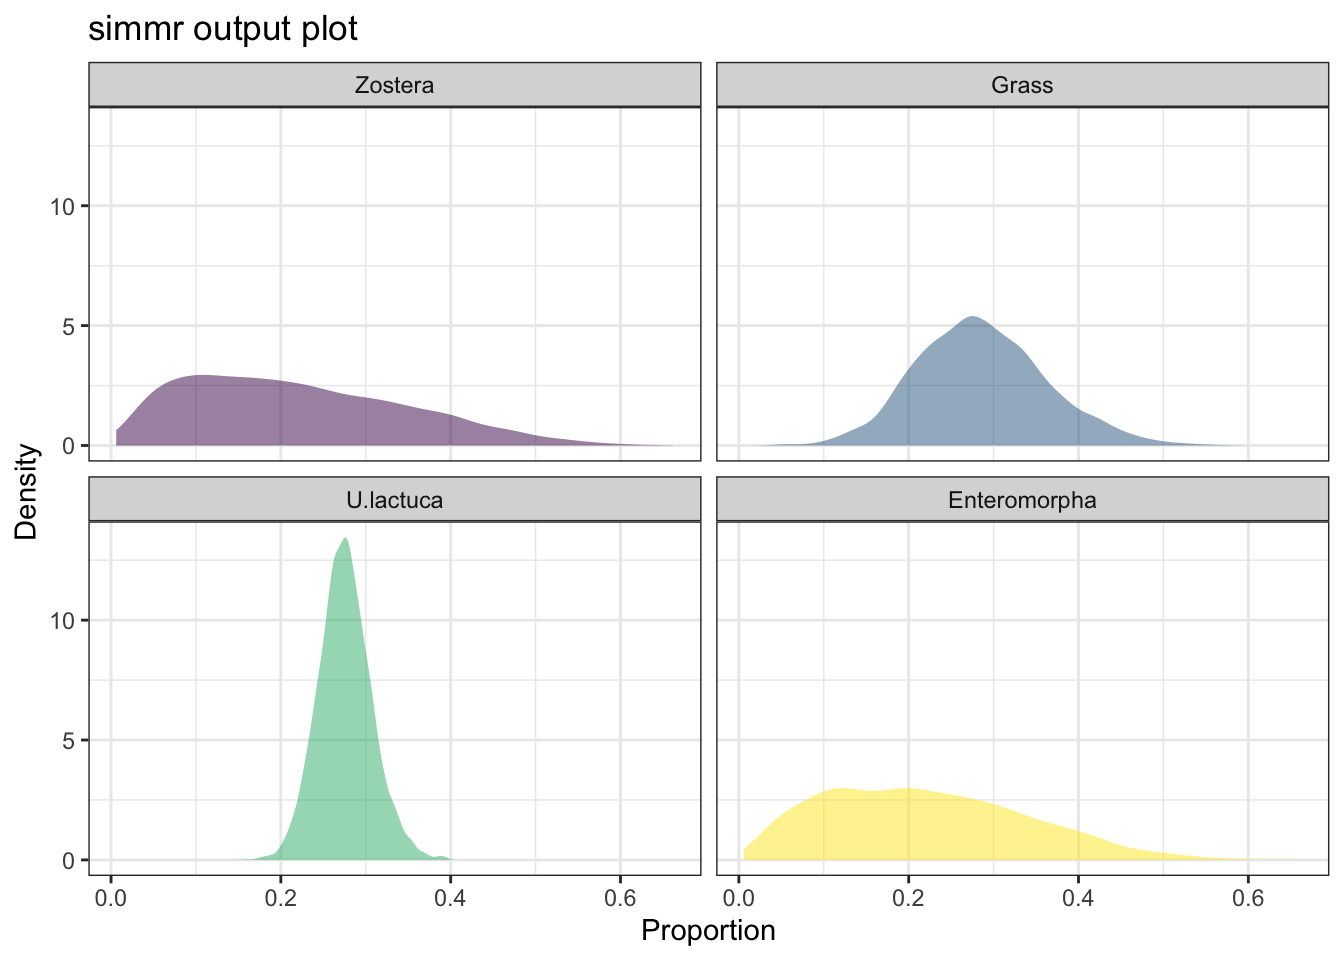 simmr output plot
Zostera
Grass
10
5
0
U.lactuca
Enteromorpha
10
5
0
0.0 0.2 0.4 0.6
0.0 0.2 0.4 0.6
Proportion
Density